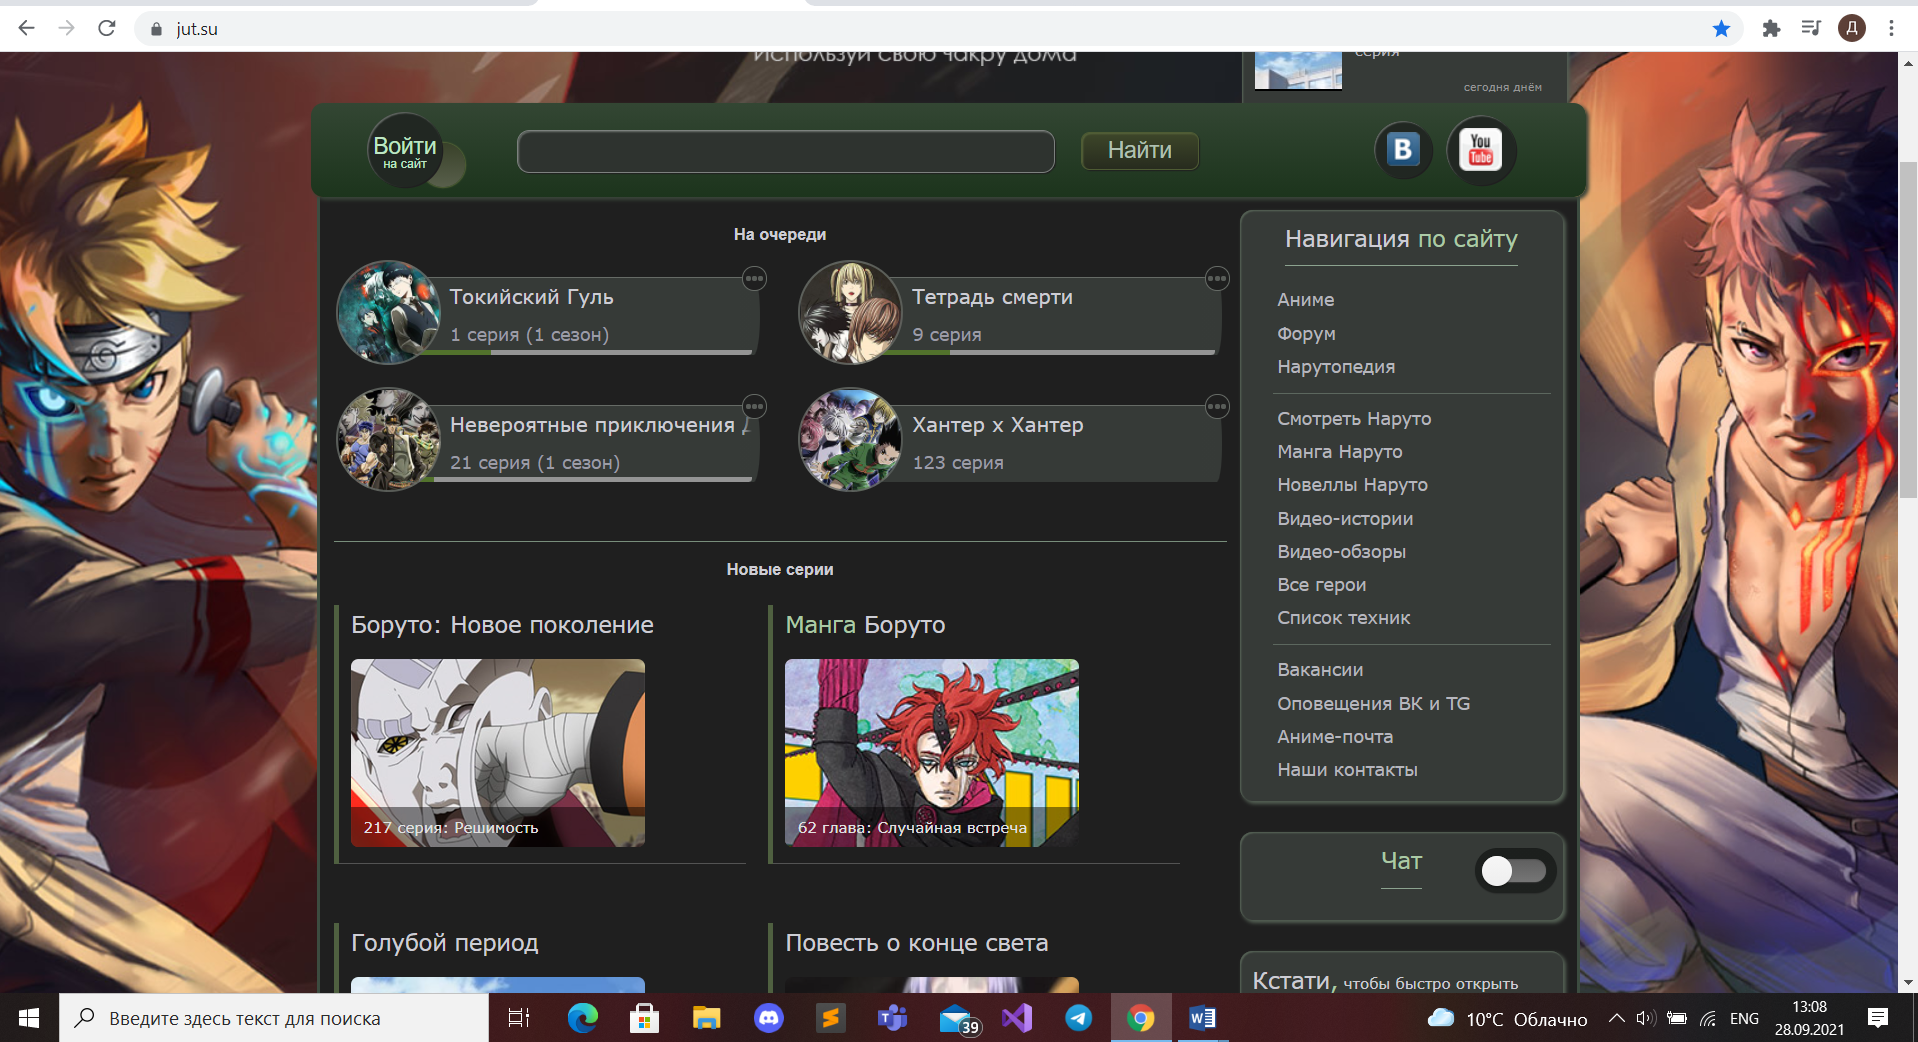 jut.su
Д
Используй свою чакру дома
серия
сегодня днём
Войти
на сайт
Найти
B
You
Tube
На очереди
Токийский Гуль
1 серия (1 сезон)
Тетрадь смерти
9 серия
Невероятные приключения
21 серия (1 сезон)
Хантер х Хантер
123 серия
Новые серии
Боруто: Новое поколение
217 серия: Решимость
Манга Боруто
62 глава: Случайная встреча
Голубой период
Повесть о конце света
Навигация по сайту
Аниме
Форум
Нарутопедия
Смотреть Наруто
Манга Наруто
Новеллы Наруто
Видео-истории
Видео-обзоры
Все герои
Список техник
Вакансии
Оповещения ВК и TG
Аниме-почта
Наши контакты
Чат
Кстати, чтобы быстро открыть
Введите здесь текст для поиска
39
10°C Облачно
ENG
13:08
28.09.2021